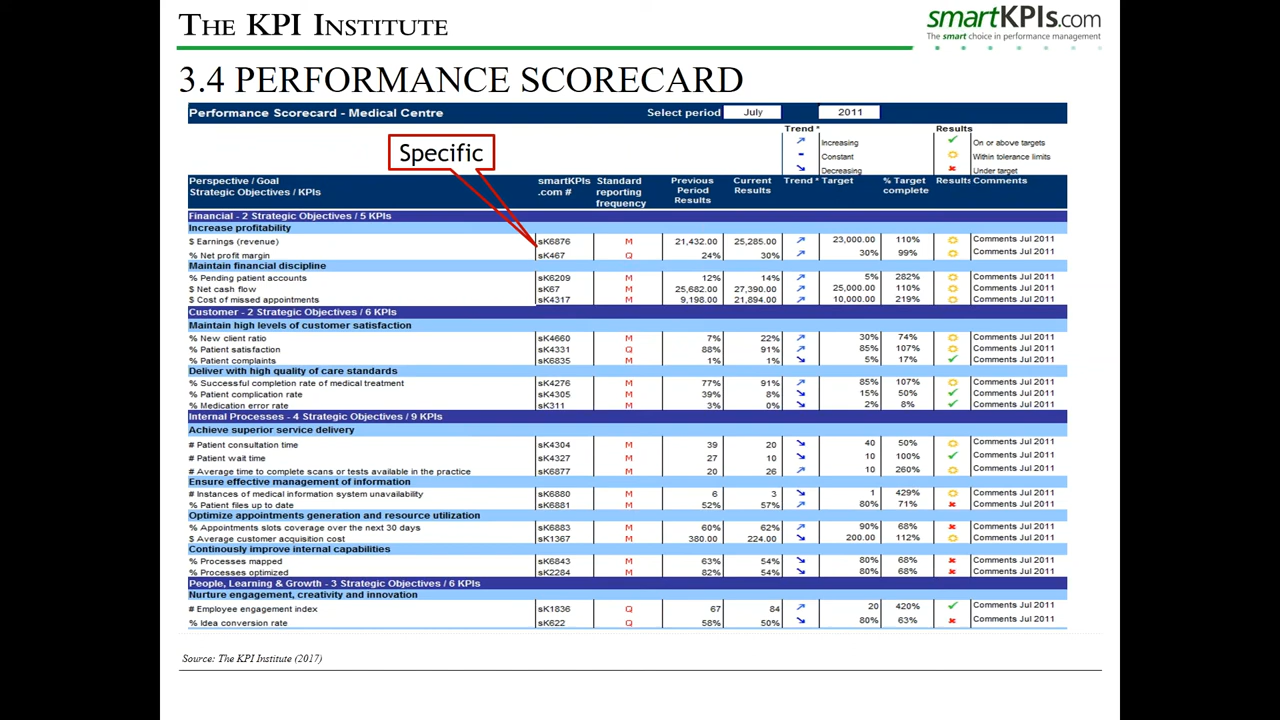 THE KPI INSTITUTE
smartKPIs.com
The smart choice in performance management
3.4 PERFORMANCE SCORECARD
Performance Scorecard - Medical Centre Select period July 2011
Trend * Results
Increasing On or above targets
Constant Within tolerance limits
Decreasing Under target
Specific
Perspective / Goal
Strategic Objectives / KPIs
smartKPIs .com #
Standard reporting frequency
Previous Period Results
Current Results
Trend *
Target
% Target complete
Results
Comments
Financial - 2 Strategic Objectives / 5 KPIs
Increase profitability
$ Earnings (revenue) sK6876 M 21,432.00 25,285.00 23,000.00 110% Comments Jul 2011
% Net profit margin sK467 Q 24% 30% 30% 99% Comments Jul 2011
Maintain financial discipline
% Pending patient accounts sK6209 M 12% 14% 5% 282% Comments Jul 2011
$ Net cash flow sK67 M 25,682.00 27,390.00 25,000.00 110% Comments Jul 2011
$ Cost of missed appointments sK4317 M 9,198.00 21,894.00 10,000.00 219% Comments Jul 2011
Customer - 2 Strategic Objectives / 6 KPIs
Maintain high levels of customer satisfaction
% New client ratio sK4660 M 7% 22% 30% 74% Comments Jul 2011
% Patient satisfaction sK4331 Q 88% 91% 85% 107% Comments Jul 2011
% Patient complaints sK6835 M 1% 1% 5% 17% Comments Jul 2011
Deliver with high quality of care standards
% Successful completion rate of medical treatment sK4276 M 77% 91% 85% 107% Comments Jul 2011
% Patient complication rate sK4305 M 39% 8% 15% 50% Comments Jul 2011
% Medication error rate sK311 M 3% 0% 2% 8% Comments Jul 2011
Internal Processes - 4 Strategic Objectives / 9 KPIs
Achieve superior service delivery
# Patient consultation time sK4304 M 39 20 40 50% Comments Jul 2011
# Patient wait time sK4327 M 27 10 10 100% Comments Jul 2011
# Average time to complete scans or tests available in the practice sK6877 M 20 26 10 260% Comments Jul 2011
Ensure effective management of information
# Instances of medical information system unavailability sK6880 M 6 3 1 429% Comments Jul 2011
% Patient files up to date sK6881 M 52% 57% 80% 71% Comments Jul 2011
Optimize appointments generation and resource utilization
% Appointments slots coverage over the next 30 days sK6883 M 60% 62% 90% 68% Comments Jul 2011
$ Average customer acquisition cost sK1367 M 380.00 224.00 200.00 112% Comments Jul 2011
Continously improve internal capabilities
% Processes mapped sK6843 M 63% 54% 80% 68% Comments Jul 2011
% Processes optimized sK2284 M 82% 54% 80% 68% Comments Jul 2011
People, Learning & Growth - 3 Strategic Objectives / 6 KPIs
Nurture engagement, creativity and innovation
# Employee engagement index sK1836 Q 67 84 20 420% Comments Jul 2011
% Idea conversion rate sK622 Q 58% 50% 80% 63% Comments Jul 2011
Source: The KPI Institute (2017)